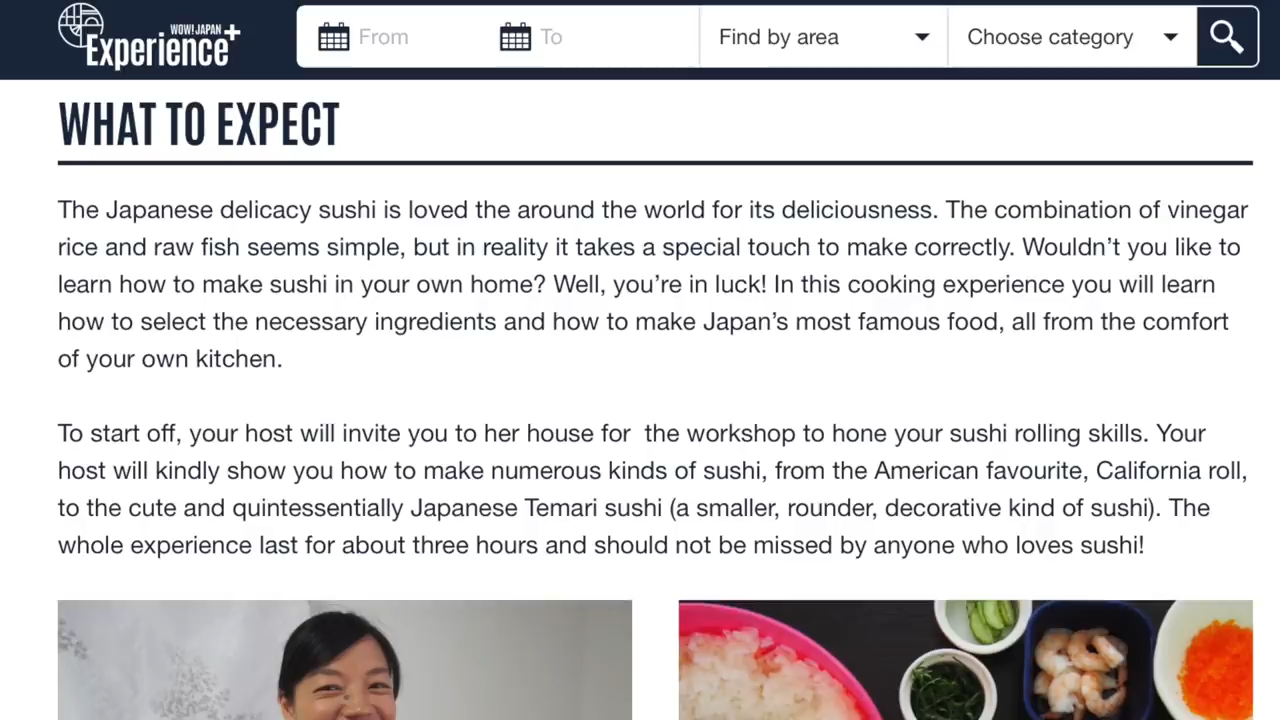 WOW! JAPAN
Experience+
From
To
Find by area
Choose category
WHAT TO EXPECT
The Japanese delicacy sushi is loved the around the world for its deliciousness. The combination of vinegar
rice and raw fish seems simple, but in reality it takes a special touch to make correctly. Wouldn’t you like to
learn how to make sushi in your own home? Well, you’re in luck! In this cooking experience you will learn
how to select the necessary ingredients and how to make Japan’s most famous food, all from the comfort
of your own kitchen.
To start off, your host will invite you to her house for  the workshop to hone your sushi rolling skills. Your
host will kindly show you how to make numerous kinds of sushi, from the American favourite, California roll,
to the cute and quintessentially Japanese Temari sushi (a smaller, rounder, decorative kind of sushi). The
whole experience last for about three hours and should not be missed by anyone who loves sushi!